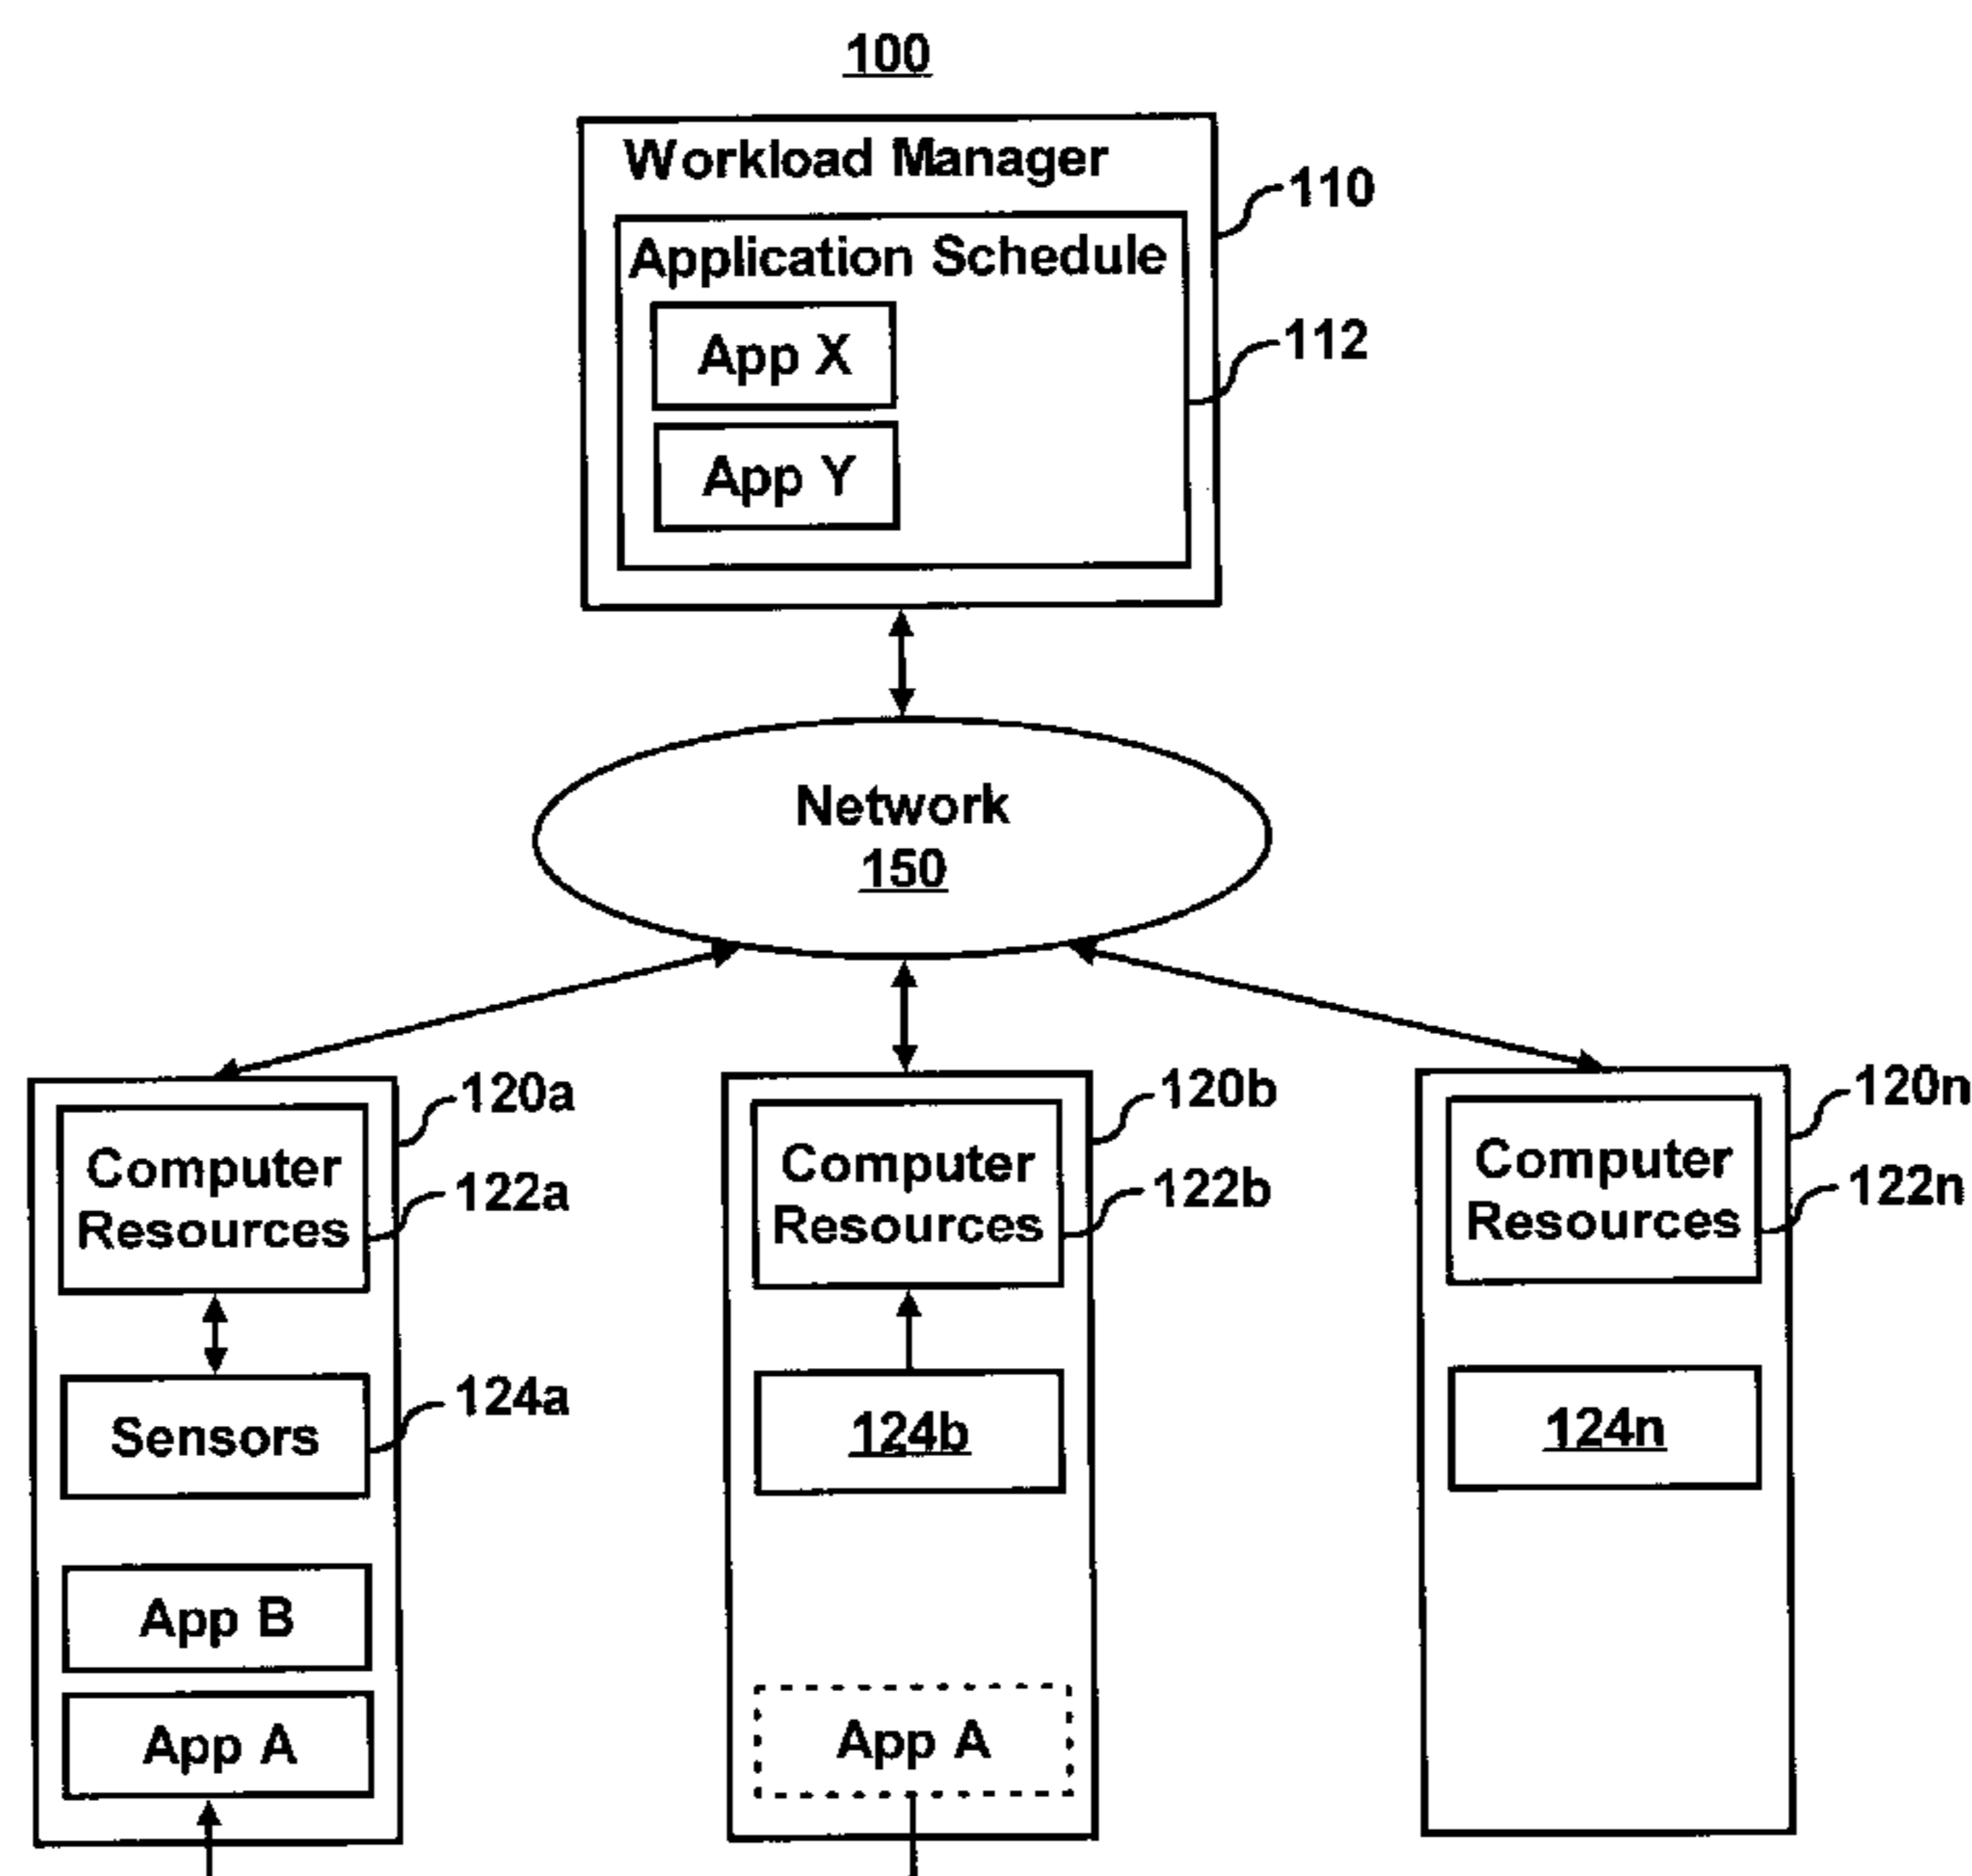 100
Workload Manager
110
Application Schedule
App X
112
App Y
Network
150
120a
Computer
Resources
122a
Sensors
124a
App B
App A
120b
Computer
Resources
122b
124b
App A
120n
Computer
Resources
122n
124n